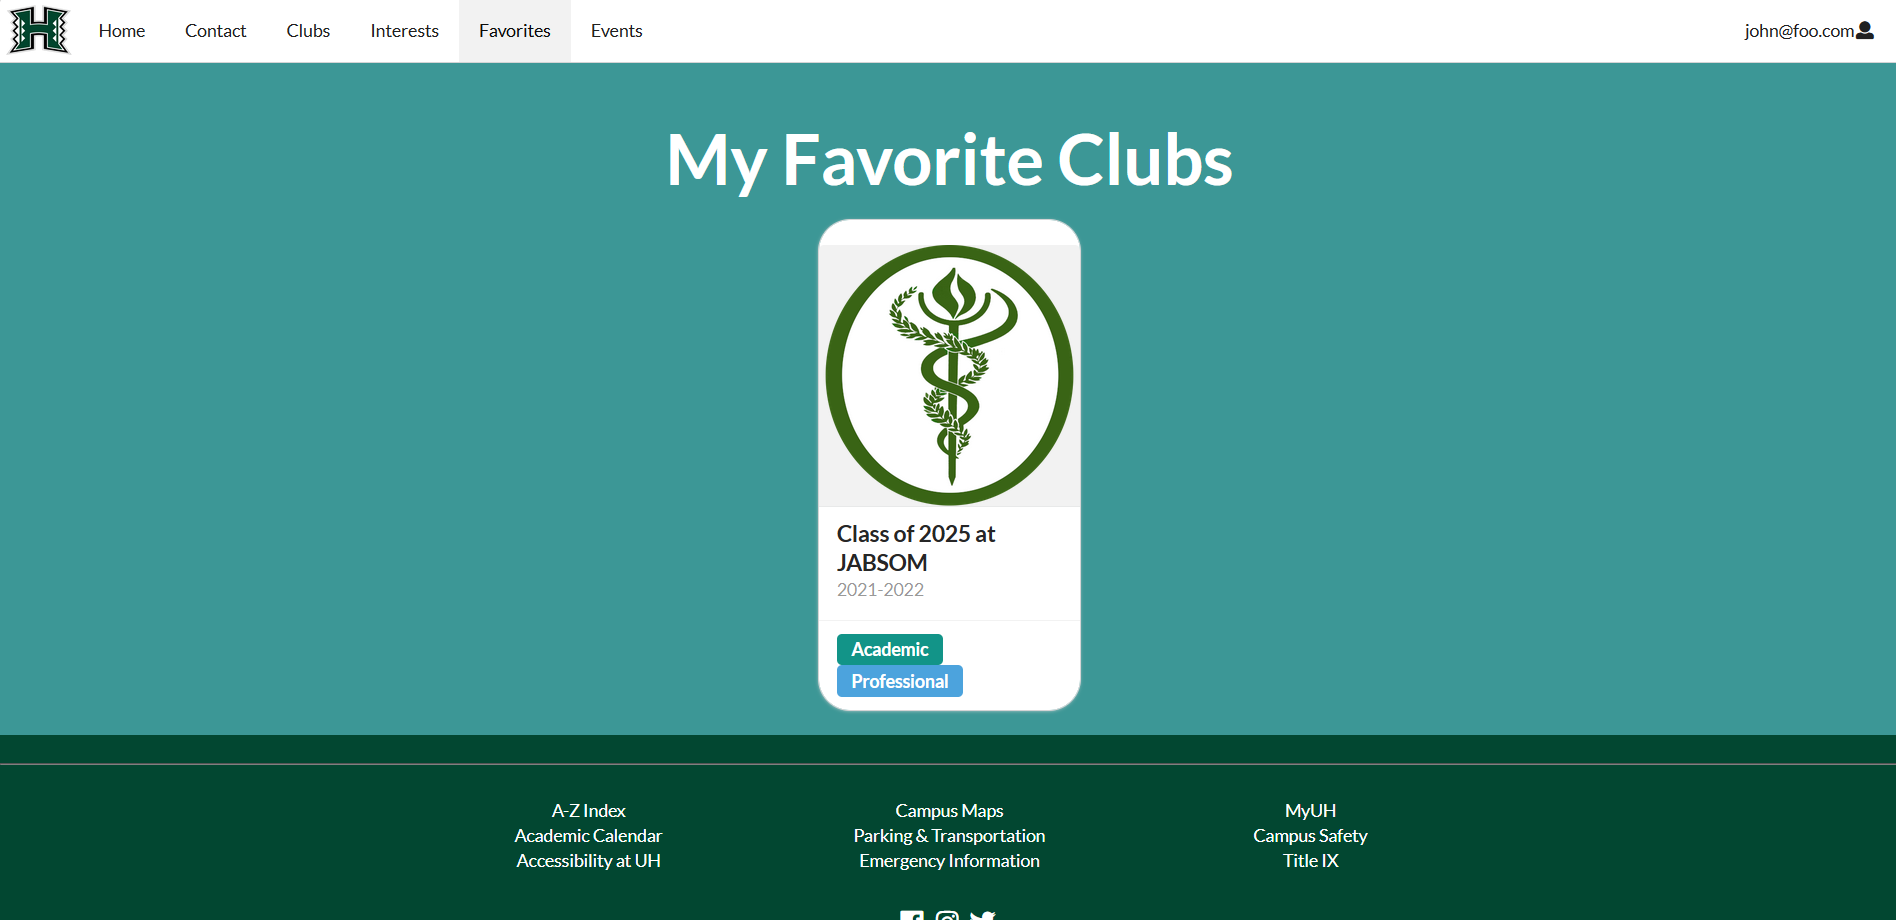 H
Home Contact Clubs Interests Favorites Events john@foo.com
My Favorite Clubs
Class of 2025 at
JABSOM
2021-2022
Academic
Professional
A-Z Index Campus Maps MyUH
Academic Calendar Parking & Transportation Campus Safety
Accessibility at UH Emergency Information Title IX